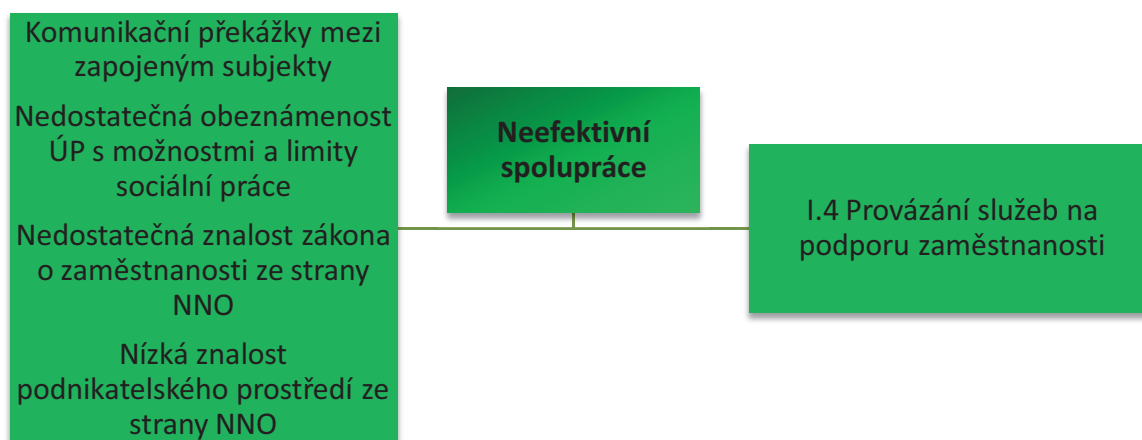 Komunikační překážky mezi
zapojeným subjekty
Nedostatečná obeznámenost
ÚP s možnostmi a limity
sociální práce
Nedostatečná znalost zákona
o zaměstnanosti ze strany
NNO
Nízká znalost
podnikatelského prostředí ze
strany NNO
Neefektivní
spolupráce
I.4 Provázání služeb na
podporu zaměstnanosti